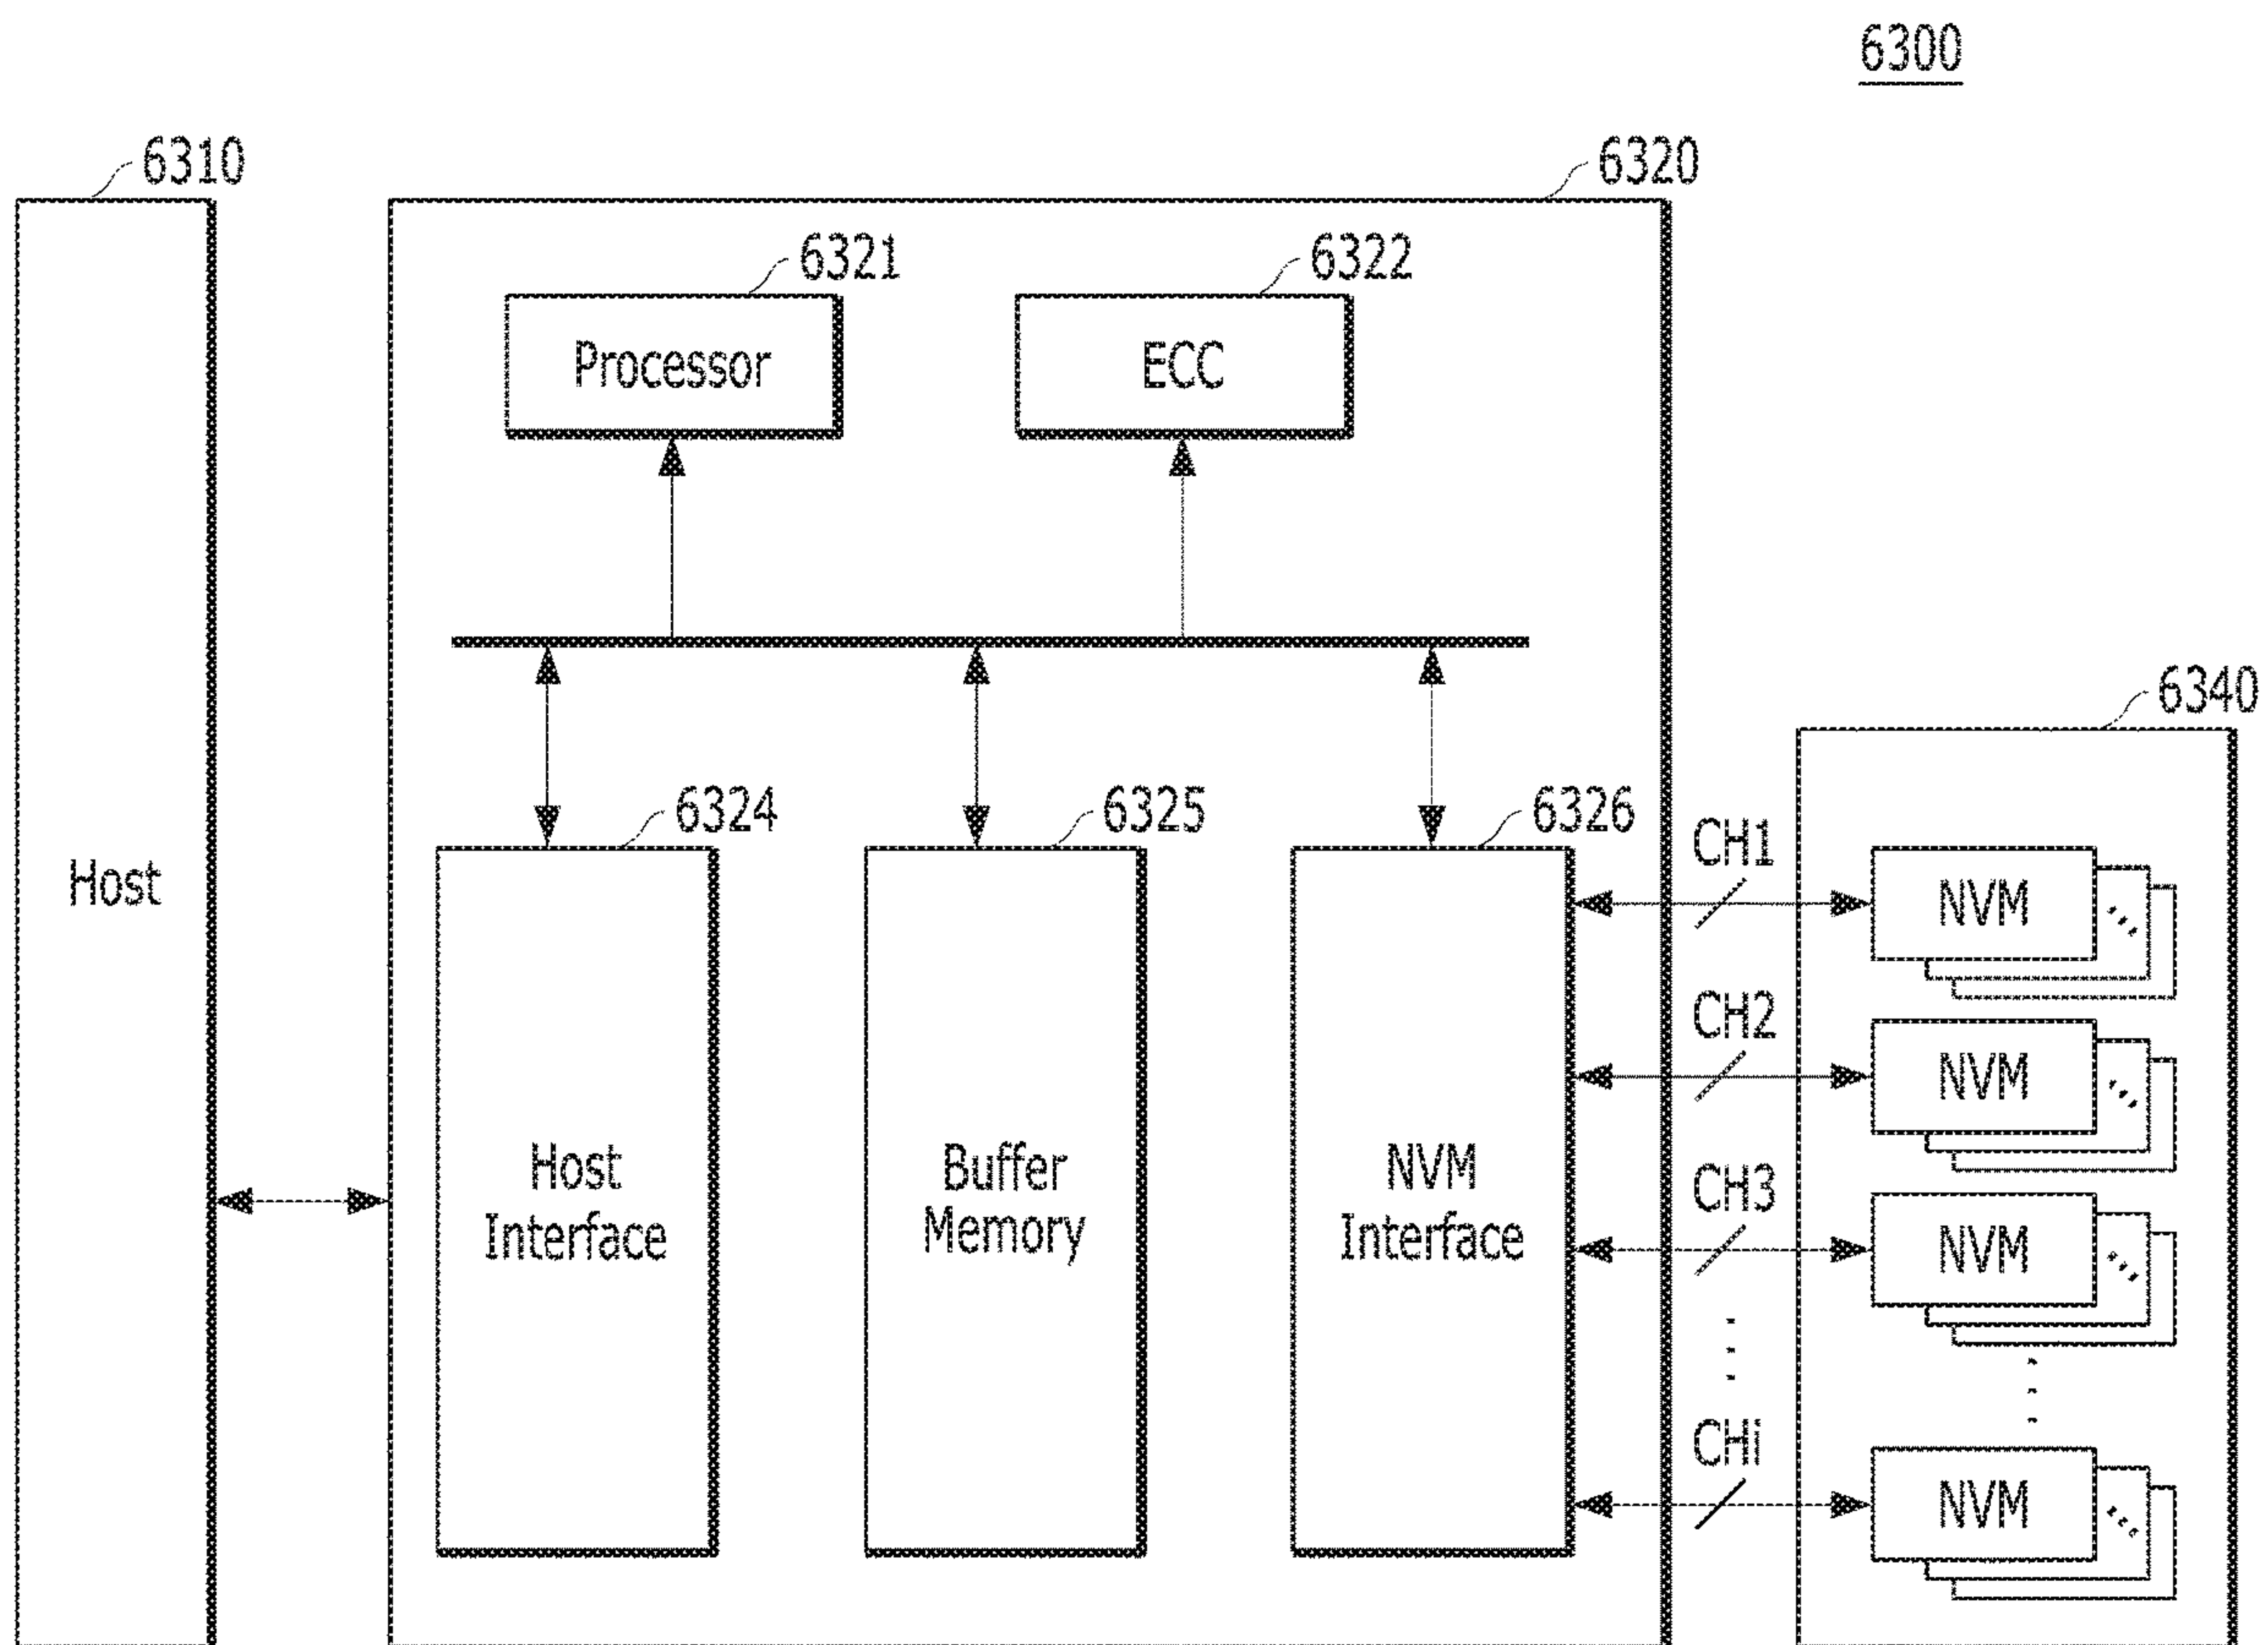 6300
6310
6320
6321
6322
Processor
ECC
6340
6324
6325
6326
CH1
Host
NVM
CH2
NVM
Host
Interface
Buffer
Memory
NVM
Interface
CH3
NVM
CHi
NVM